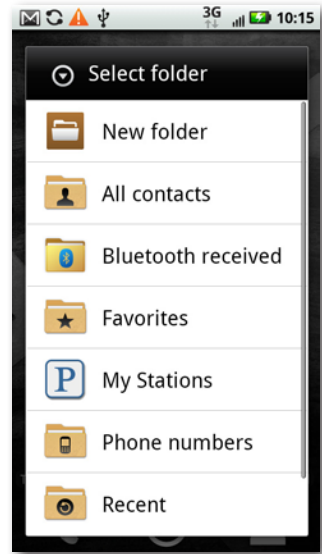 3G 10:15
Select folder
New folder
All contacts
Bluetooth received
Favorites
P My Stations
Phone numbers
Recent